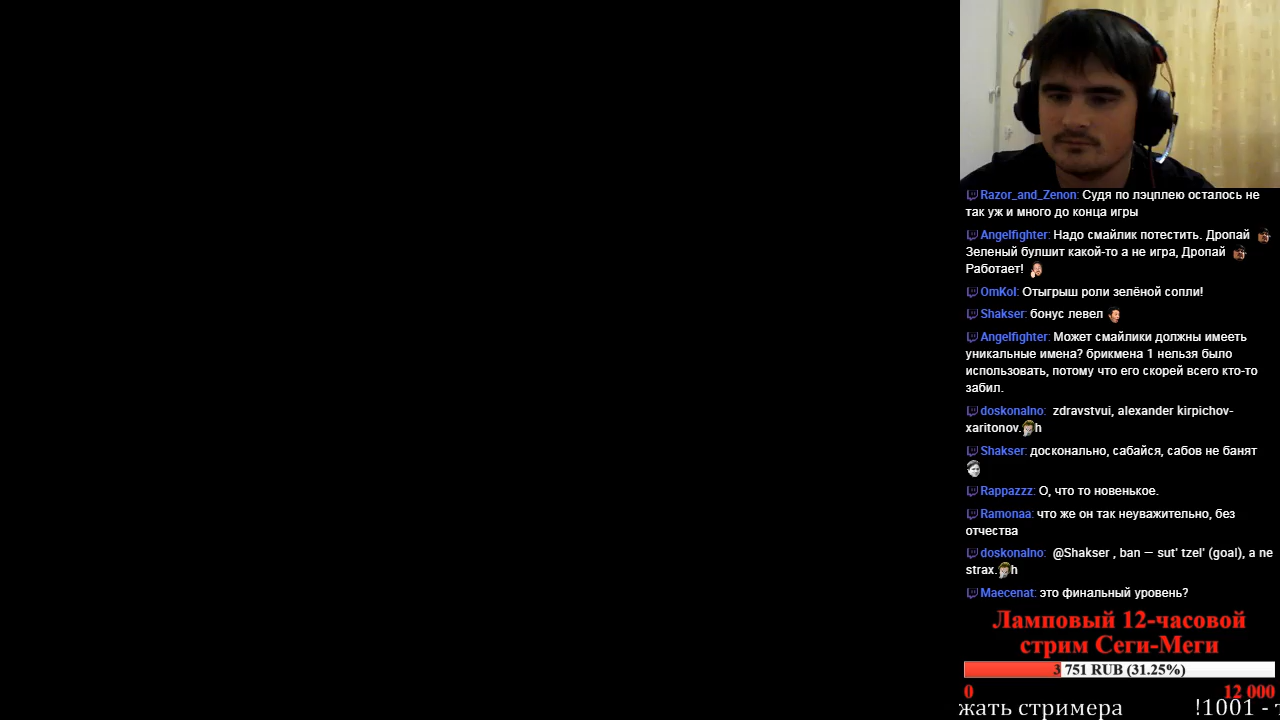 Razor_and_Zenon: Судя по лэцплею осталось не
так уж и много до конца игры
Angelfighter: Надо смайлик потестить. Дропай
Зеленый булшит какой-то а не игра, Дропай
Работает!
OmKol: Отыгрыш роли зелёной сопли!
Shakser: бонус левел
Angelfighter: Может смайлики должны имееть
уникальные имена? брикмена 1 нельзя было
использовать, потому что его скорей всего кто-то
забил.
doskonalno: zdravstvui, alexander kirpichov-
xaritonov. h
Shakser: досконально, сабайся, сабов не банят
Rappazzz: О, что то новенькое.
Ramonaa: что же он так неуважительно, без
отчества
doskonalno: @Shakser , ban — sut' tzel' (goal), a ne
strax. h
Maecenat: это финальный уровень?
Ламповый 12-часовой
стрим Сеги-Меги
3 751 RUB (31.25%)
0 12 000
жать стримера !1001 -